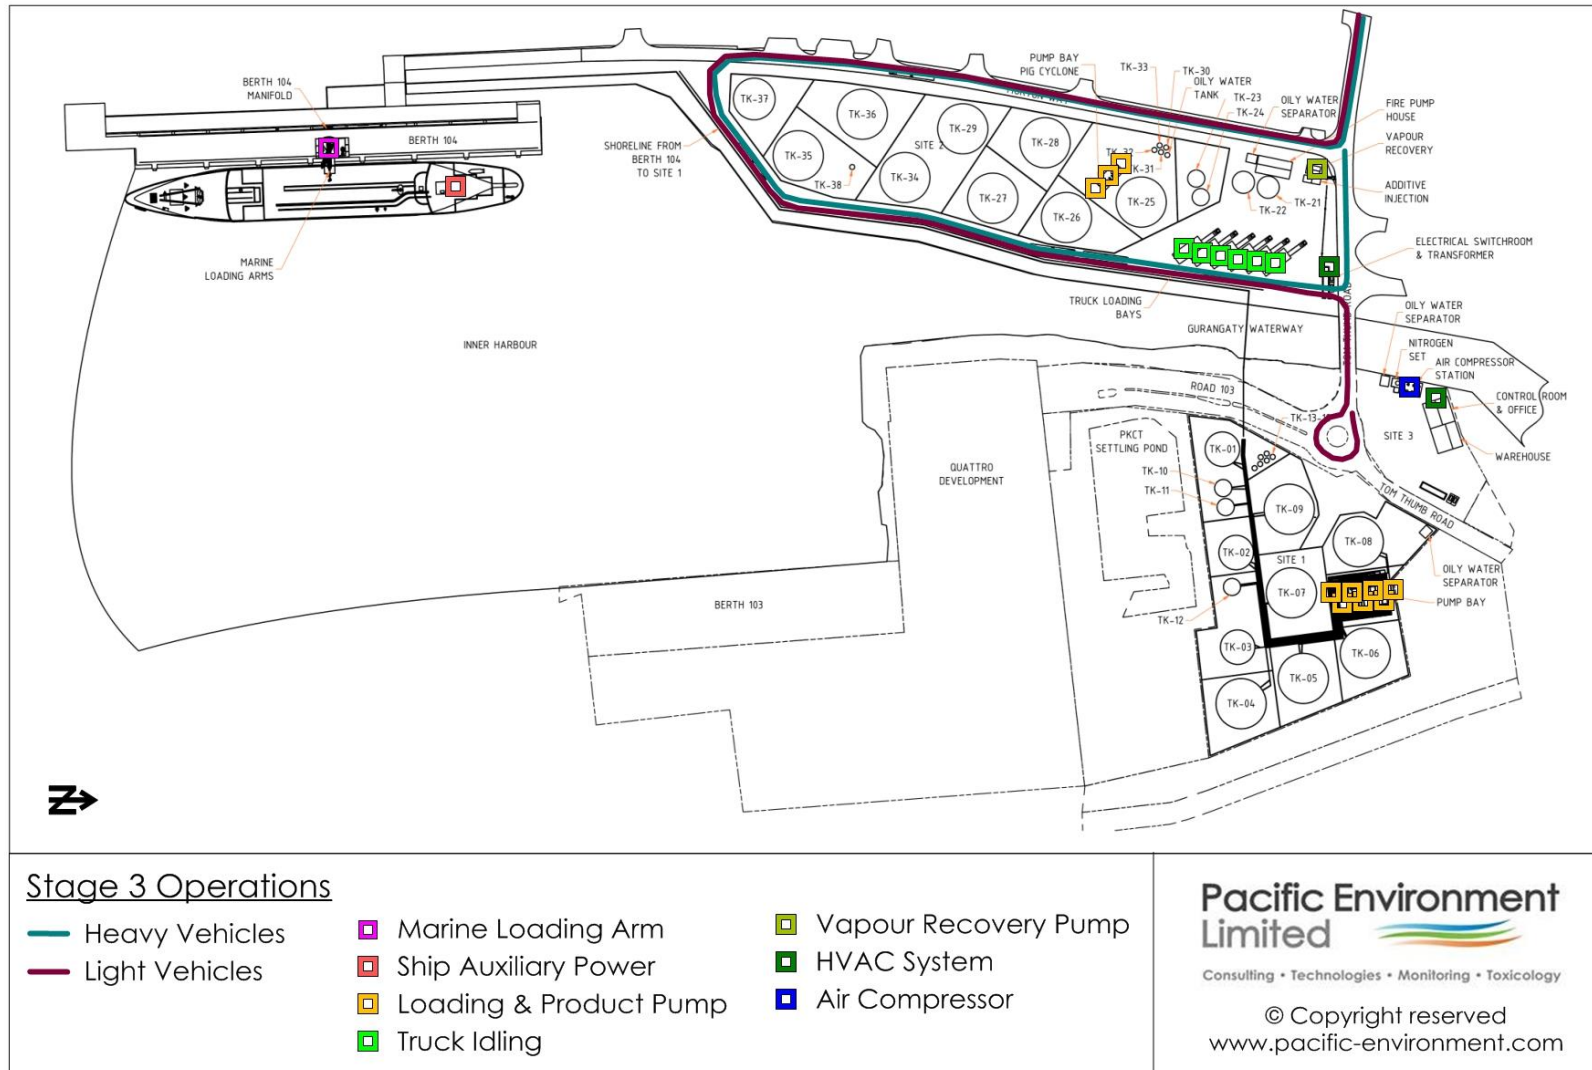 BERTH 104
MANIFOLD
BERTH 104
MARINE
LOADING ARMS
INNER HARBOUR
SHORELINE FROM
BERTH 104
TO SITE 1
PUMP BAY
PIG CYCLONE
TK-33
TK-30
OILY WATER
TANK
TK-23
TK-24
OILY WATER
SEPARATOR
FIRE PUMP
HOUSE
VAPOUR
RECOVERY
ADDITIVE
INJECTION
TK-37
TK-36
TK-35
TK-38
TK-34
SITE 2
TK-29
TK-28
TK-27
TK-26
TK-25
TK-31
TK-22
TK-21
ELECTRICAL SWITCHROOM
& TRANSFORMER
TRUCK LOADING
BAYS
GURANGATY WATERWAY
OILY WATER
SEPARATOR
NITROGEN
SET
AIR COMPRESSOR
STATION
CONTROL ROOM
& OFFICE
WAREHOUSE
SITE 3
ROAD 103
TOM THUMB ROAD
PKCT
SETTLING POND
QUATTRO
DEVELOPMENT
BERTH 103
TK-01
TK-10
TK-11
TK-09
TK-02
SITE 1
TK-08
TK-07
TK-12
TK-03
TK-04
TK-05
TK-06
OILY WATER
SEPARATOR
PUMP BAY
Z
Stage 3 Operations
Heavy Vehicles
Light Vehicles
Marine Loading Arm
Ship Auxiliary Power
Loading & Product Pump
Truck Idling
Vapour Recovery Pump
HVAC System
Air Compressor
Pacific Environment
Limited
Consulting • Technologies • Monitoring • Toxicology
© Copyright reserved
www.pacific-environment.com